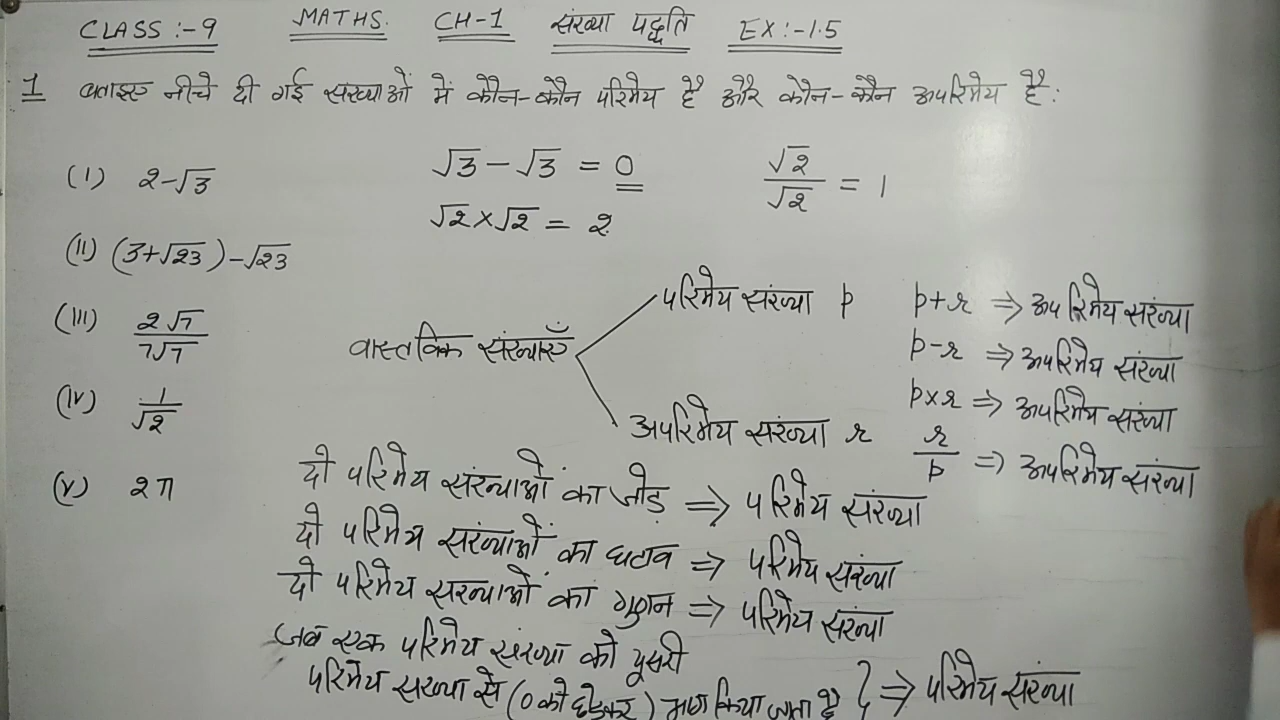 CLASS :-9 MATHS. CH-1 संख्या पद्धति EX:-1.5
1 बताइए नीचे दी गई संख्याओं में कौन-कौन परिमेय हैं और कौन-कौन अपरिमेय हैं:
(i) 2-√3
√3 - √3 = 0
√2 × √2 = 2
√2/√2 = 1
(ii) (3+√23)-√23
(iii) 2√7/7√7
(iv) 1/√2
(v) 2π
वास्तविक संख्याएँ
परिमेय संख्या p
अपरिमेय संख्या r
p+r ⇒ अपरिमेय संख्या
p-r ⇒ अपरिमेय संख्या
p×r ⇒ अपरिमेय संख्या
r/p ⇒ अपरिमेय संख्या
दो परिमेय संख्याओं का जोड़ ⇒ परिमेय संख्या
दो परिमेय संख्याओं का घटाव ⇒ परिमेय संख्या
दो परिमेय संख्याओं का गुणन ⇒ परिमेय संख्या
जब एक परिमेय संख्या को दूसरी
परिमेय संख्या से (0 को छोड़कर) भाग किया जाता है } ⇒ परिमेय संख्या